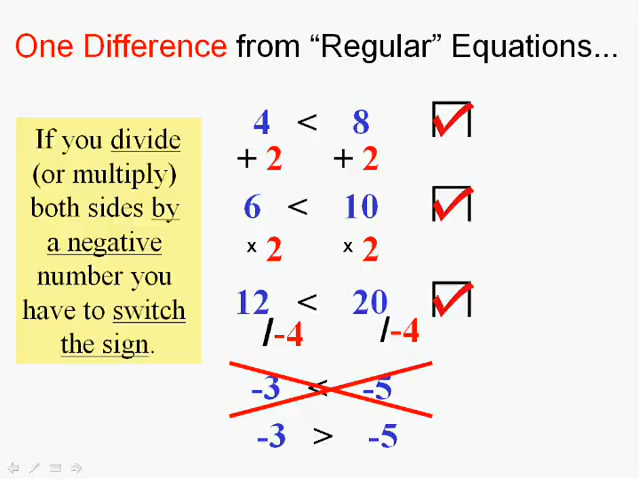 One Difference from “Regular” Equations...
If you divide
(or multiply)
both sides by
a negative
number you
have to switch
the sign.
4 < 8
+ 2 + 2
6 < 10
x 2 x 2
12 < 20
/-4 /-4
-3 < -5
-3 > -5